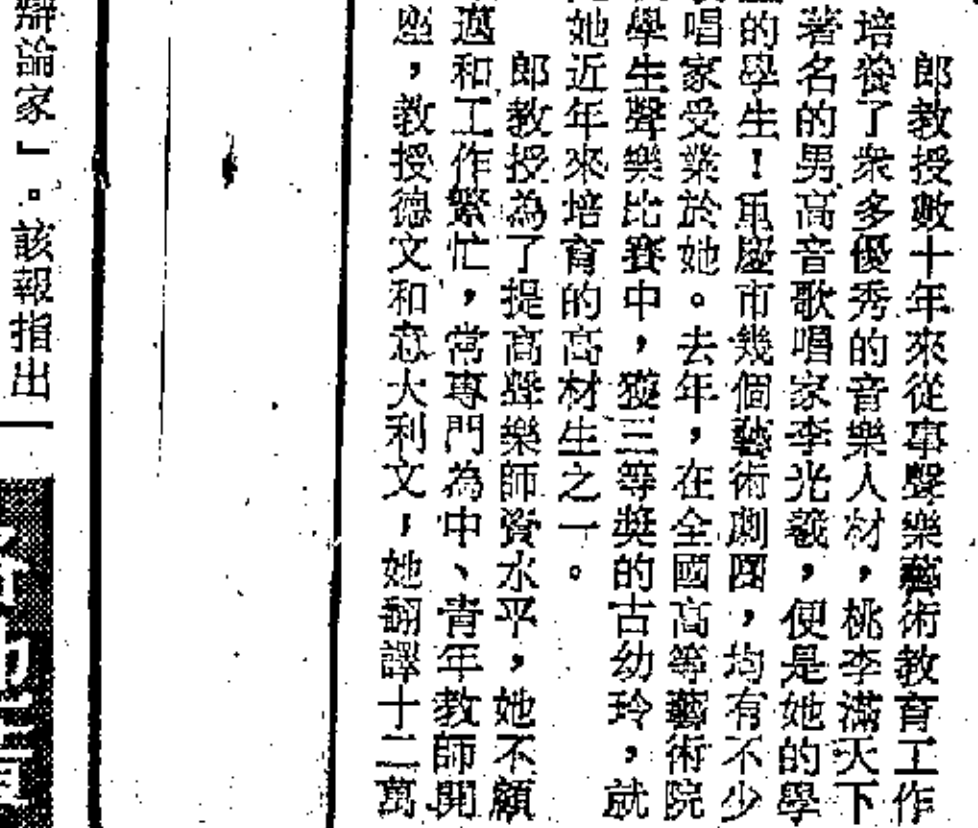 郎教授數十年來從事聲樂藝術教育工作
培養了衆多優秀的音樂人材，桃李滿天下
著名的男高音歌唱家李光羲，便是她的學
的學生！重慶市幾個藝術劇團，均有不少
唱家受業於她。去年，在全國高等藝術院
學生聲樂比賽中，獲三等奬的古幼玲，就
她近年來培育的高材生之一。
郎教授為了提高聲樂師資水平，她不顧
邁和工作繁忙，常專門為中、青年教師開
座，教授德文和意大利文，她翻譯十二萬
辯論家」。該報指出